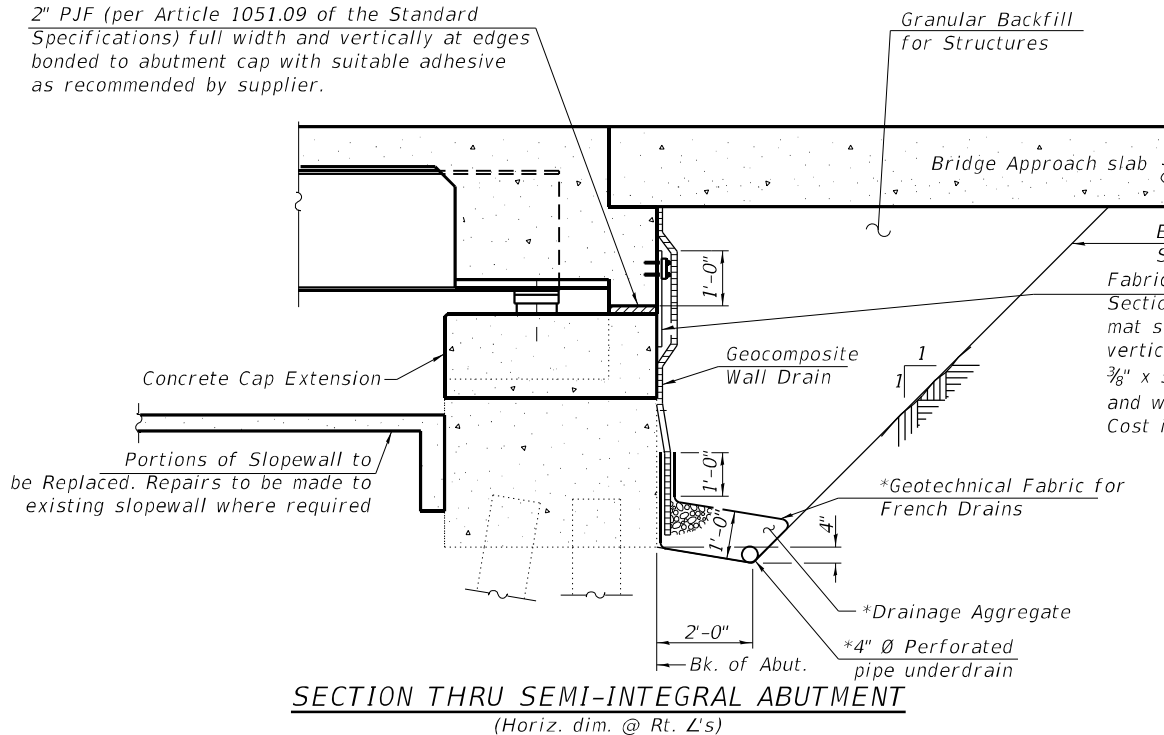 2" PJF (per Article 1051.09 of the Standard
Specifications) full width and vertically at edges
bonded to abutment cap with suitable adhesive
as recommended by supplier.
Granular Backfill
for Structures
Bridge Approach slab
1'-0"
Fabric
Section
mat s
vertic
3/8" x
and w
Cost i
1
1
Geocomposite
Wall Drain
Concrete Cap Extension
Portions of Slopewall to
be Replaced. Repairs to be made to
existing slopewall where required
1'-0"
*Geotechnical Fabric for
French Drains
1'-0"
4"
*Drainage Aggregate
2'-0"
*4" Ø Perforated
pipe underdrain
Bk. of Abut.
SECTION THRU SEMI-INTEGRAL ABUTMENT
(Horiz. dim. @ Rt. ∠'s)